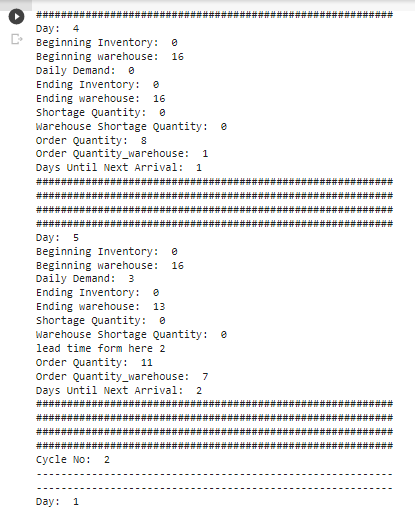 ##########################################################
Day:  4
Beginning Inventory:  0
Beginning warehouse:  16
Daily Demand:  0
Ending Inventory:  0
Ending warehouse:  16
Shortage Quantity:  0
Warehouse Shortage Quantity:  0
Order Quantity:  8
Order Quantity_warehouse:  1
Days Until Next Arrival:  1
##########################################################
##########################################################
##########################################################
##########################################################
Day:  5
Beginning Inventory:  0
Beginning warehouse:  16
Daily Demand:  3
Ending Inventory:  0
Ending warehouse:  13
Shortage Quantity:  0
Warehouse Shortage Quantity:  0
lead time form here 2
Order Quantity:  11
Order Quantity_warehouse:  7
Days Until Next Arrival:  2
##########################################################
##########################################################
##########################################################
##########################################################
Cycle No:  2
----------------------------------------------------------
----------------------------------------------------------
Day:  1